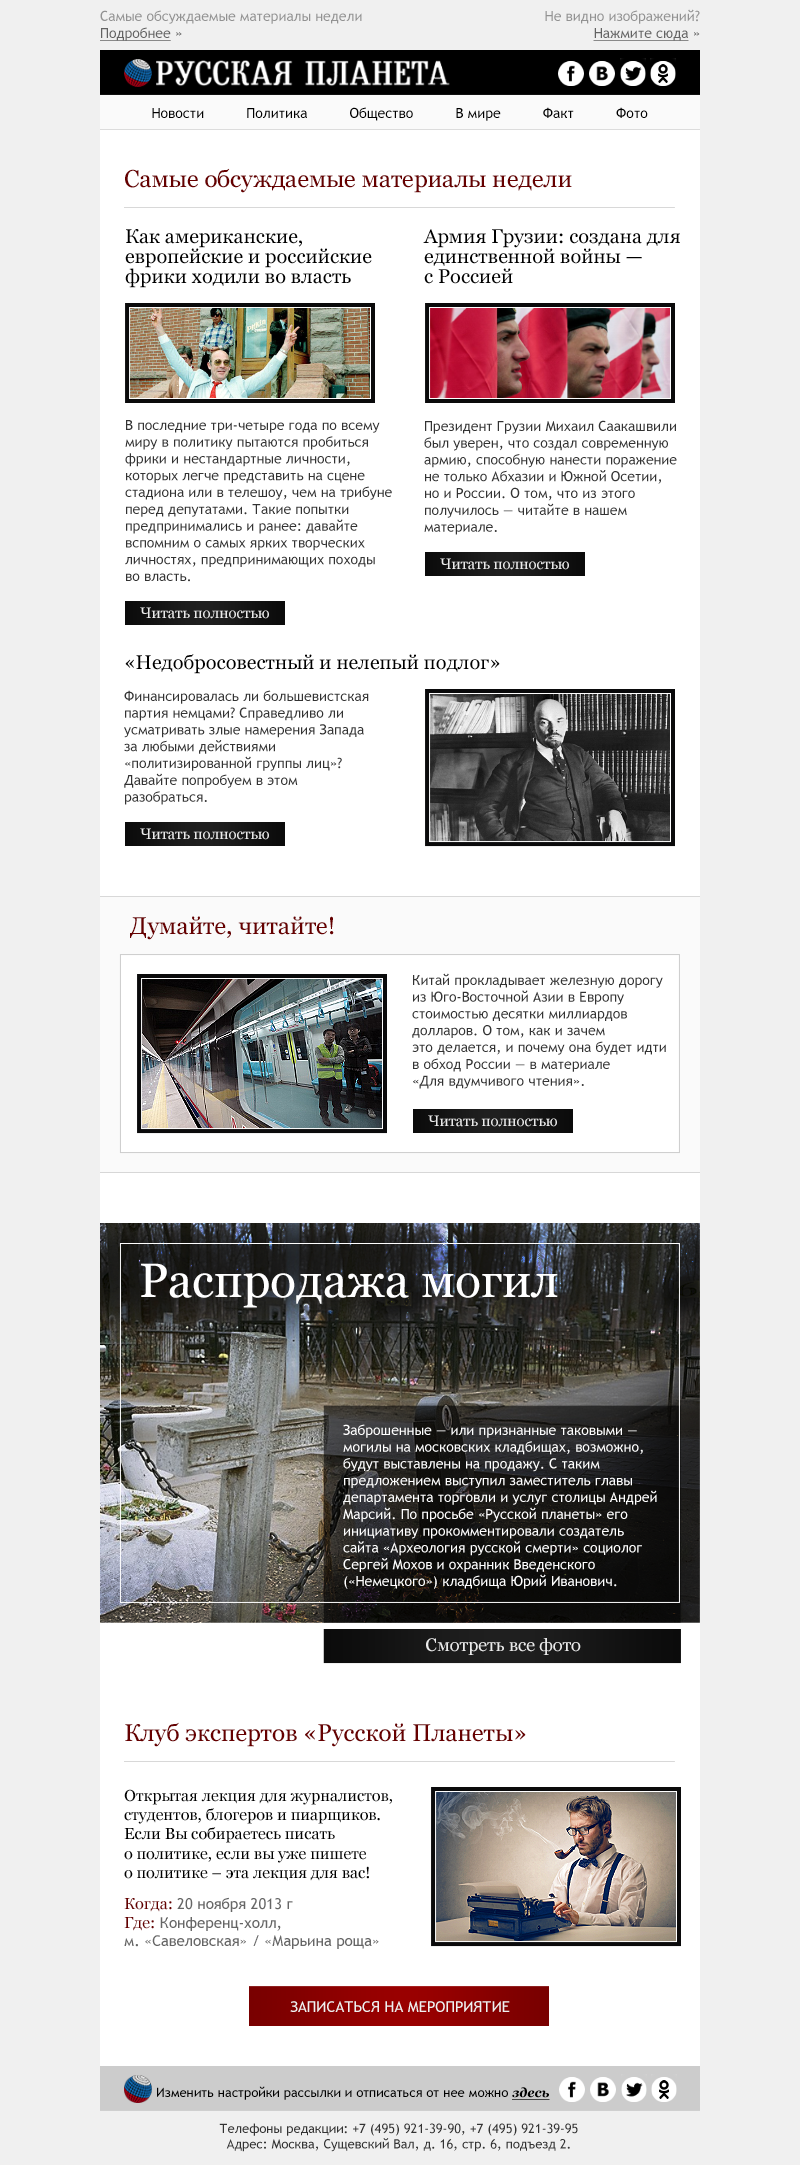 Самые обсуждаемые материалы недели
Не видно изображений?
Подробнее »
Нажмите сюда »
РУССКАЯ ПЛАНЕТА
Новости Политика Общество В мире Факт Фото
Самые обсуждаемые материалы недели
Как американские,
европейские и российские
фрики ходили во власть
В последние три-четыре года по всему
миру в политику пытаются пробиться
фрики и нестандартные личности,
которых легче представить на сцене
стадиона или в телешоу, чем на трибуне
перед депутатами. Такие попытки
предпринимались и ранее: давайте
вспомним о самых ярких творческих
личностях, предпринимающих походы
во власть.
Читать полностью
Армия Грузии: создана для
единственной войны —
с Россией
Президент Грузии Михаил Саакашвили
был уверен, что создал современную
армию, способную нанести поражение
не только Абхазии и Южной Осетии,
но и России. О том, что из этого
получилось — читайте в нашем
материале.
Читать полностью
«Недобросовестный и нелепый подлог»
Финансировалась ли большевистская
партия немцами? Справедливо ли
усматривать злые намерения Запада
за любыми действиями
«политизированной группы лиц»?
Давайте попробуем в этом
разобраться.
Читать полностью
Думайте, читайте!
Китай прокладывает железную дорогу
из Юго-Восточной Азии в Европу
стоимостью десятки миллиардов
долларов. О том, как и зачем
это делается, и почему она будет идти
в обход России — в материале
«Для вдумчивого чтения».
Читать полностью
Распродажа могил
Заброшенные — или признанные таковыми —
могилы на московских кладбищах, возможно,
будут выставлены на продажу. С таким
предложением выступил заместитель главы
департамента торговли и услуг столицы Андрей
Марсий. По просьбе «Русской планеты» его
инициативу прокомментировали создатель
сайта «Археология русской смерти» социолог
Сергей Мохов и охранник Введенского
(«Немецкого») кладбища Юрий Иванович.
Смотреть все фото
Клуб экспертов «Русской Планеты»
Открытая лекция для журналистов,
студентов, блогеров и пиарщиков.
Если Вы собираетесь писать
о политике, если вы уже пишете
о политике – эта лекция для вас!
Когда: 20 ноября 2013 г
Где: Конференц-холл,
м. «Савеловская» / «Марьина роща»
ЗАПИСАТЬСЯ НА МЕРОПРИЯТИЕ
Изменить настройки рассылки и отписаться от нее можно здесь
Телефоны редакции: +7 (495) 921-39-90, +7 (495) 921-39-95
Адрес: Москва, Сущевский Вал, д. 16, стр. 6, подъезд 2.